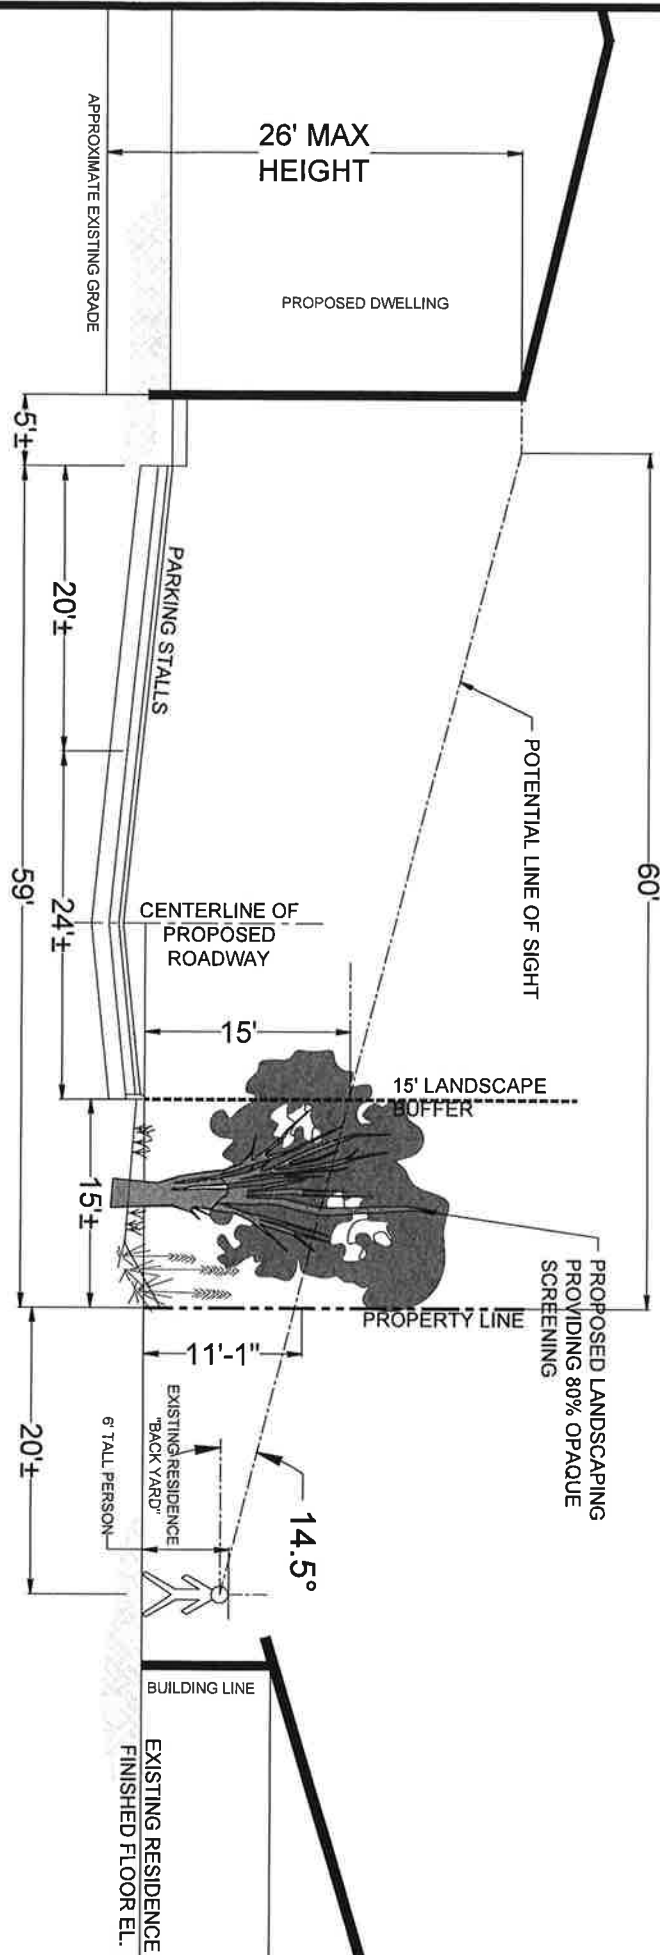 26' MAX
HEIGHT
APPROXIMATE EXISTING GRADE
PROPOSED DWELLING
5'±
20'±
PARKING STALLS
60'
POTENTIAL LINE OF SIGHT
59'
24'±
CENTERLINE OF
PROPOSED
ROADWAY
15'
15' LANDSCAPE
BUFFER
15'±
PROPOSED LANDSCAPING
PROVIDING 80% OPAQUE
SCREENING
PROPERTY LINE
11'-1"
20'±
EXISTING RESIDENCE
"BACK YARD"
6' TALL PERSON
14.5°
BUILDING LINE
EXISTING RESIDENCE
FINISHED FLOOR EL.